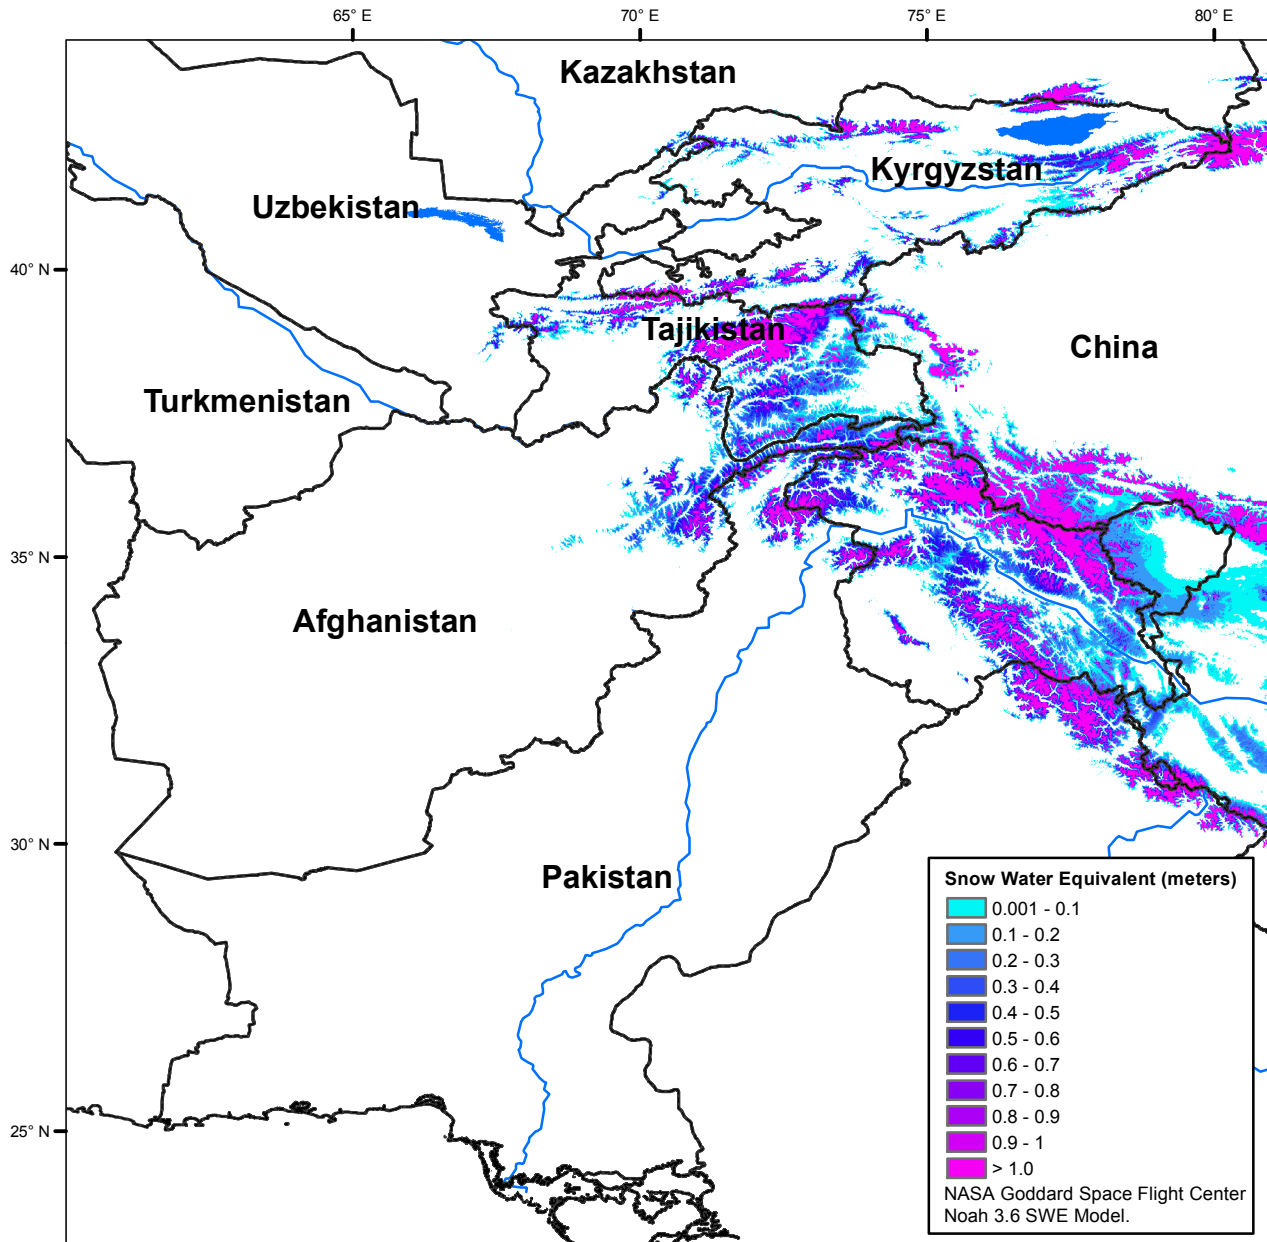 65° E
70° E
75° E
80° E
Kazakhstan
Kyrgyzstan
Uzbekistan
40° N
Tajikistan
China
Turkmenistan
35° N
Afghanistan
30° N
Pakistan
25° N
Snow Water Equivalent (meters)
0.001 - 0.1
0.1 - 0.2
0.2 - 0.3
0.3 - 0.4
0.4 - 0.5
0.5 - 0.6
0.6 - 0.7
0.7 - 0.8
0.8 - 0.9
0.9 - 1
> 1.0
NASA Goddard Space Flight Center
Noah 3.6 SWE Model.